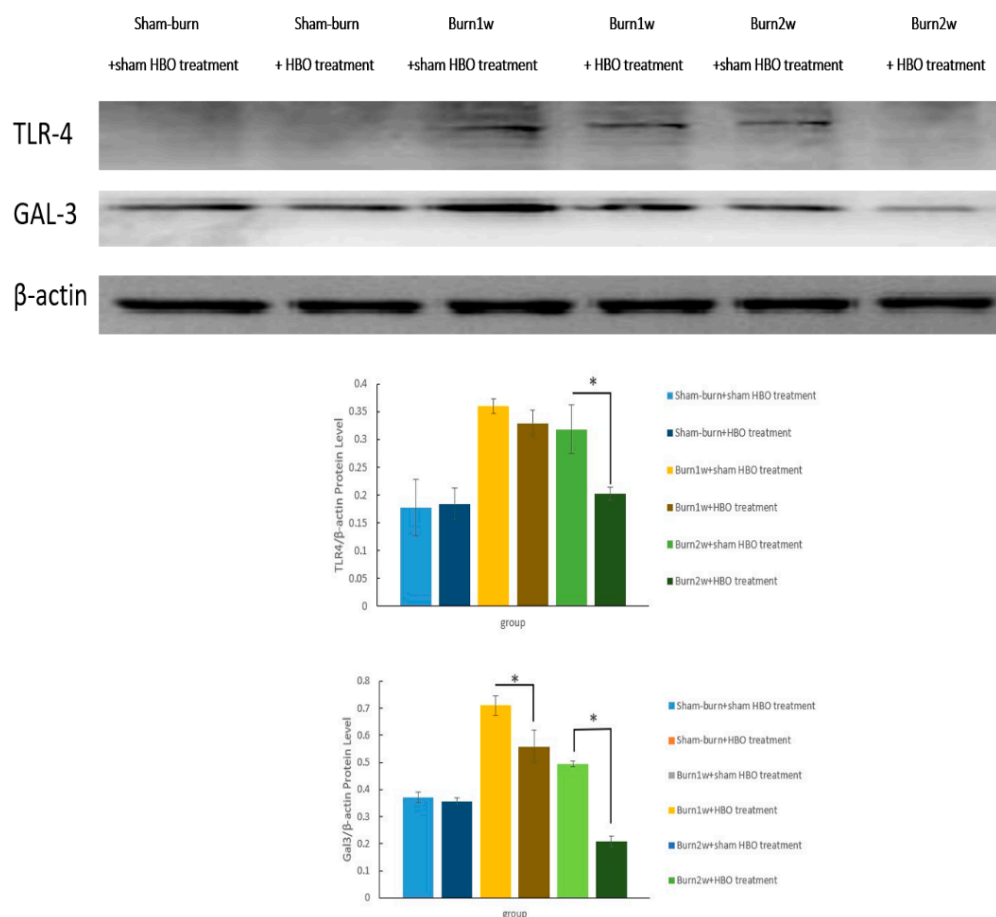 Sham-burn Sham-burn Burn1w Burn1w Burn2w Burn2w
+sham HBO treatment + HBO treatment +sham HBO treatment + HBO treatment +sham HBO treatment + HBO treatment
TLR-4
GAL-3
β-actin
TLR4/β-actin Protein Level
0.4
0.35
0.3
0.25
0.2
0.15
0.1
0.05
0
*
group
Sham-burn+sham HBO treatment
Sham-burn+HBO treatment
Burn1w+sham HBO treatment
Burn1w+HBO treatment
Burn2w+sham HBO treatment
Burn2w+HBO treatment
Gal3/β-actin Protein Level
0.8
0.7
0.6
0.5
0.4
0.3
0.2
0.1
0
*
*
group
Sham-burn+sham HBO treatment
Sham-burn+HBO treatment
Burn1w+sham HBO treatment
Burn1w+HBO treatment
Burn2w+sham HBO treatment
Burn2w+HBO treatment